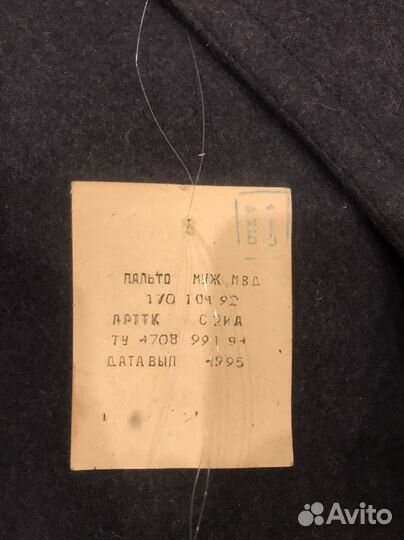 ПАЛЬТО МУЖ МВД
170 104 92
АРТТК
ТУ 4708 991 94
ДАТА ВЫП 1995
Avito